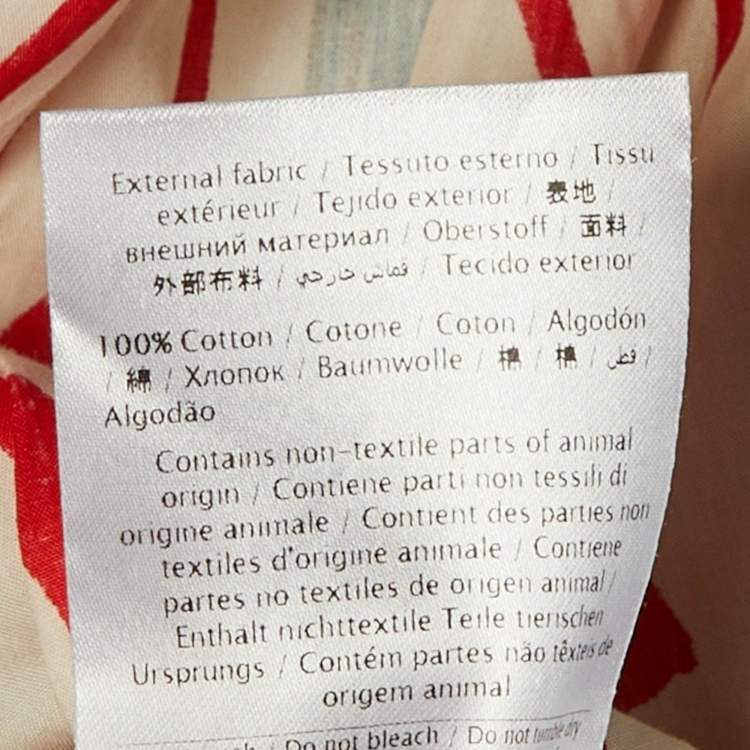 External fabric / Tessuto esterno / Tissu
extérieur / Tejido exterior / 表地 /
внешний материал / Oberstoff / 面料 /
外部布料 / قماش خارجي / Tecido exterior
100% Cotton / Cotone / Coton / Algodón
/ 綿 / Хлопок / Baumwolle / 棉 / 棉 / قطن /
Algodão
Contains non-textile parts of animal
origin / Contiene parti non tessili di
origine animale / Contient des parties non
textiles d'origine animale / Contiene
partes no textiles de origen animal /
Enthält nichttextile Teile tierischen
Ursprungs / Contém partes não têxteis de
origem animal
Do not bleach / Do not tumble dry